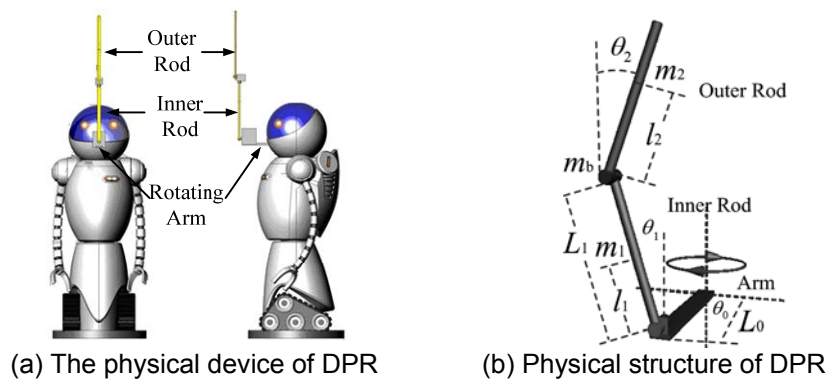 Outer
Rod
Inner
Rod
Rotating
Arm
(a) The physical device of DPR
θ2
m2
Outer Rod
l2
mb
Inner Rod
θ1
L1
m1
Arm
l1
θ0
L0
(b) Physical structure of DPR